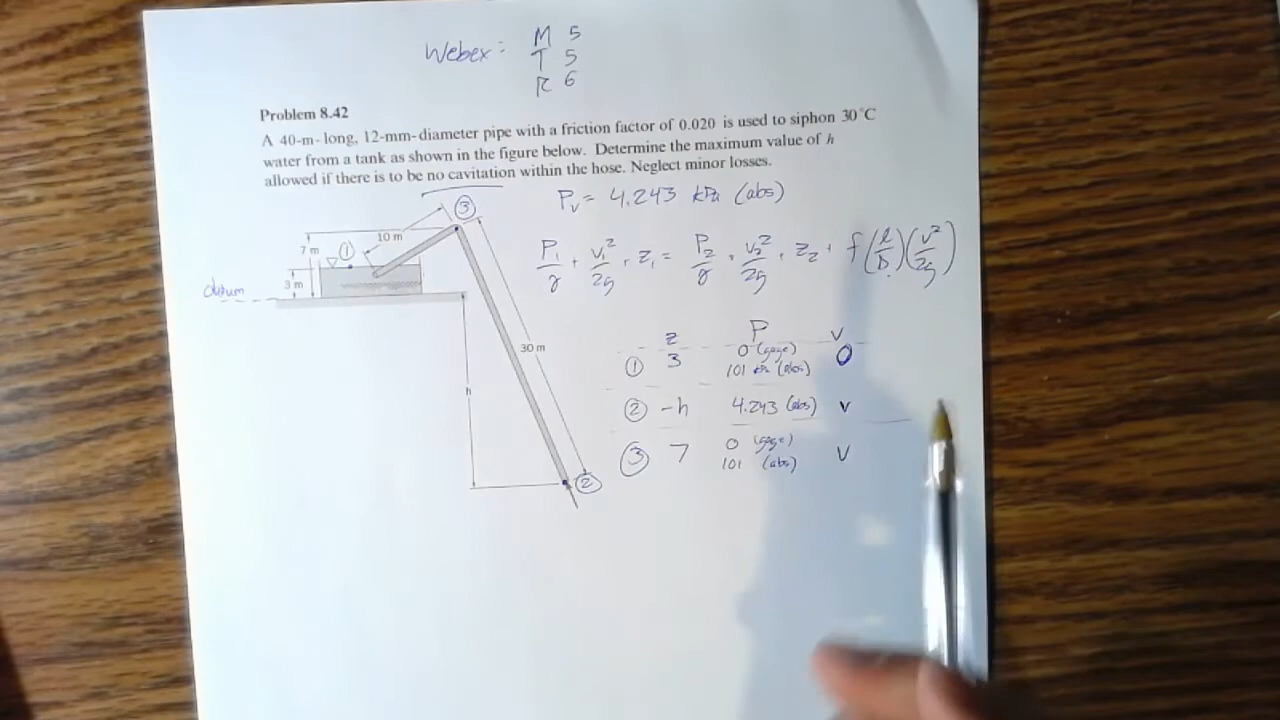 Webex: M 5
T 5
R 6
Problem 8.42
A 40-m-long, 12-mm-diameter pipe with a friction factor of 0.020 is used to siphon 30°C
water from a tank as shown in the figure below. Determine the maximum value of h
allowed if there is to be no cavitation within the hose. Neglect minor losses.
Pv = 4.243 kPa (abs)
P1/γ + V1²/2g + z1 = P2/γ + V2²/2g + z2 + f(l/D)(V²/2g)
③
10 m
①
7 m
3 m
datum
30 m
h
②
z P V
① 3 0 (gage) 0
101 kPa (abs)
② -h 4.243 (abs) V
③ 7 0 (gage) V
101 (abs)